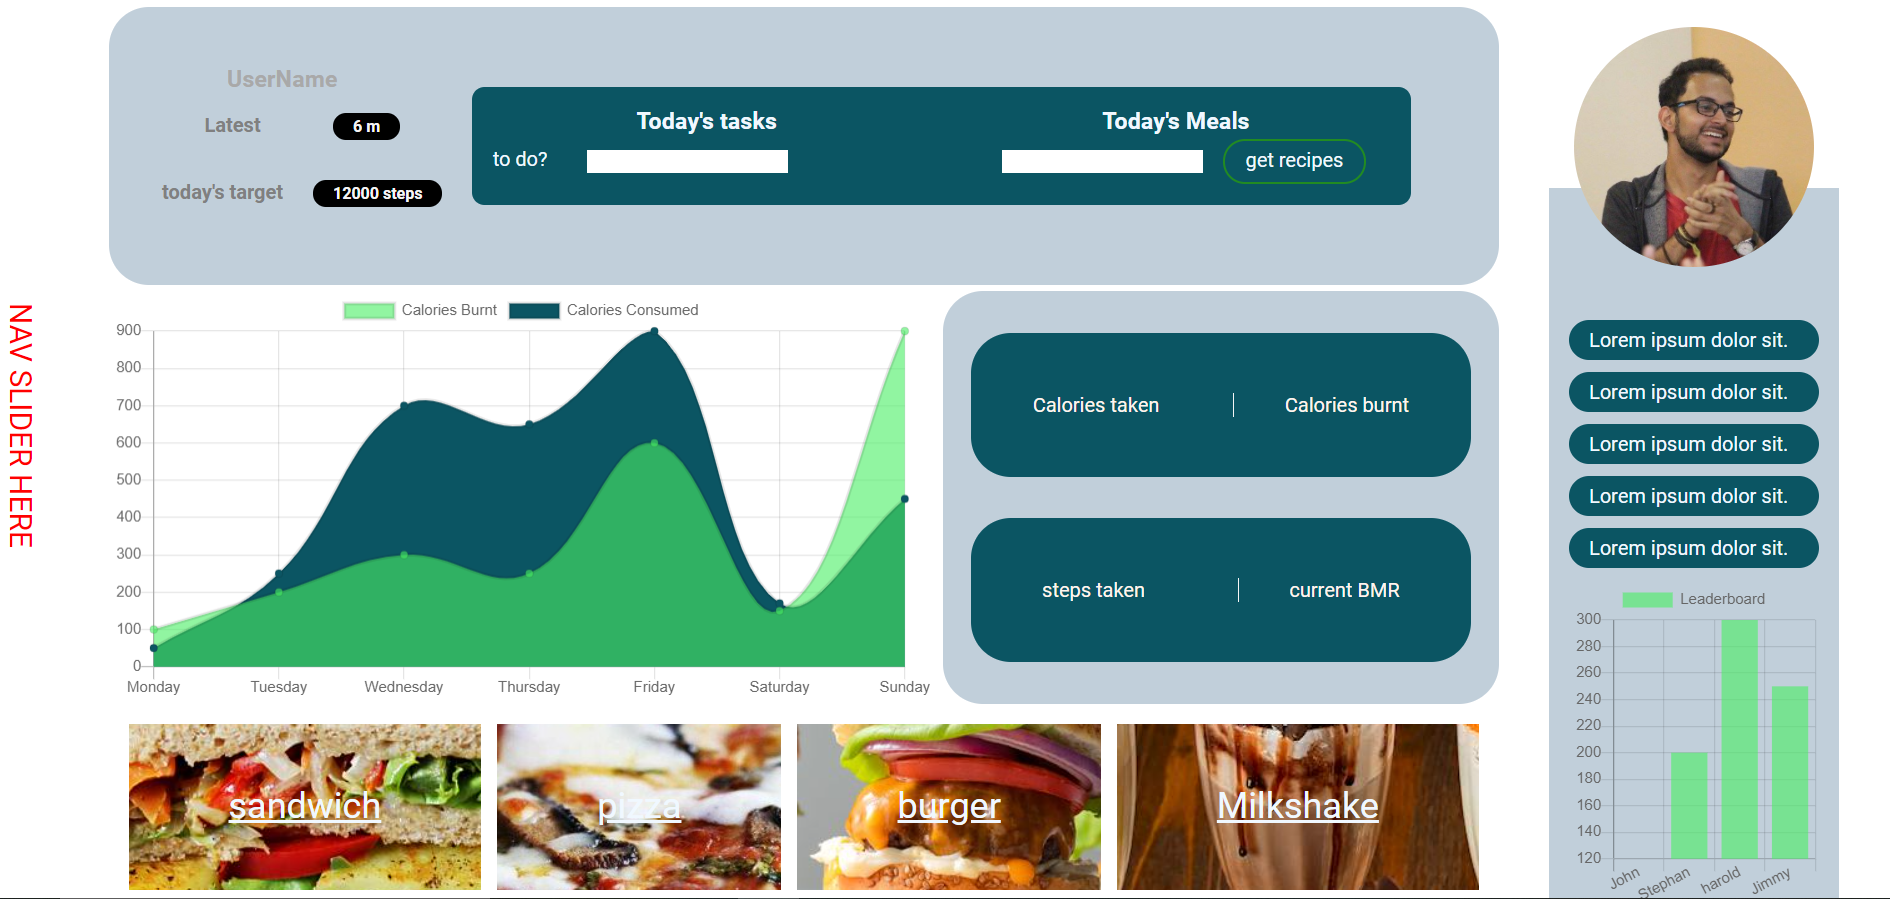 UserName
Latest
6 m
today's target
12000 steps
Today's tasks
to do?
Today's Meals
get recipes
NAV SLIDER HERE
Calories Burnt
Calories Consumed
900
800
700
600
500
400
300
200
100
0
Monday
Tuesday
Wednesday
Thursday
Friday
Saturday
Sunday
Calories taken
Calories burnt
steps taken
current BMR
sandwich
pizza
burger
Milkshake
Lorem ipsum dolor sit.
Lorem ipsum dolor sit.
Lorem ipsum dolor sit.
Lorem ipsum dolor sit.
Lorem ipsum dolor sit.
Leaderboard
300
280
260
240
220
200
180
160
140
120
John
Stephan
harold
Jimmy